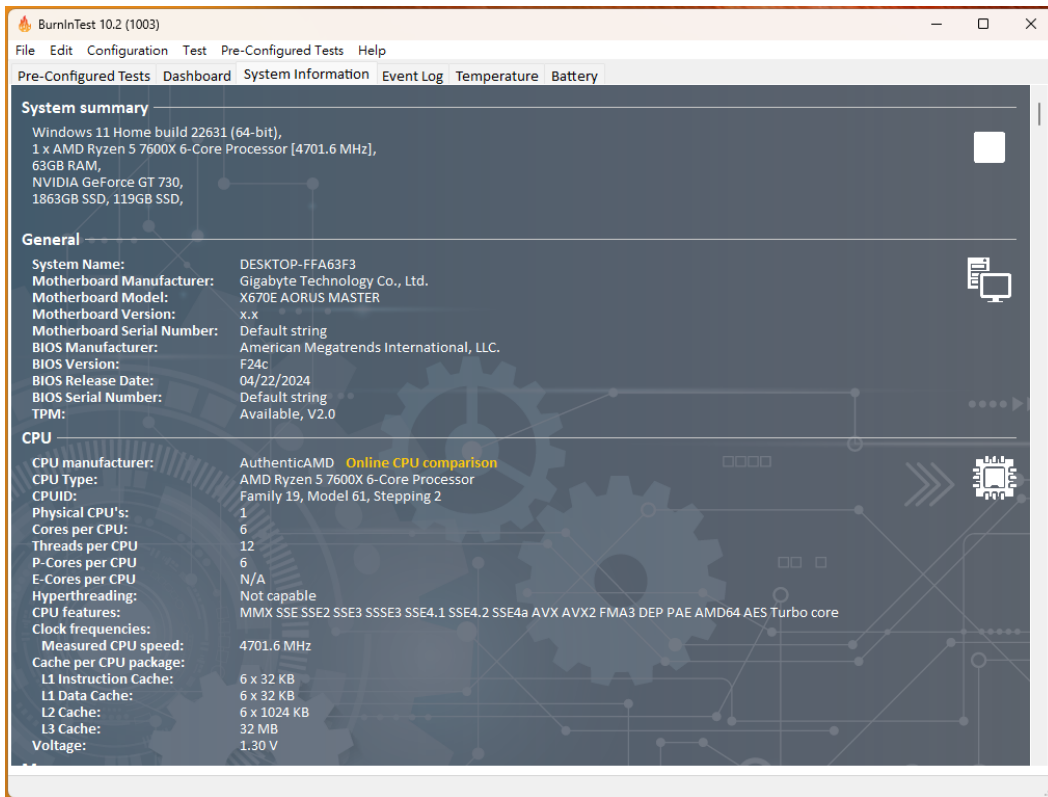 BurnInTest 10.2 (1003)
File Edit Configuration Test Pre-Configured Tests Help
Pre-Configured Tests Dashboard System Information Event Log Temperature Battery
System summary
Windows 11 Home build 22631 (64-bit),
1 x AMD Ryzen 5 7600X 6-Core Processor [4701.6 MHz],
63GB RAM,
NVIDIA GeForce GT 730,
1863GB SSD, 119GB SSD,
General
System Name: DESKTOP-FFA63F3
Motherboard Manufacturer: Gigabyte Technology Co., Ltd.
Motherboard Model: X670E AORUS MASTER
Motherboard Version: x.x
Motherboard Serial Number: Default string
BIOS Manufacturer: American Megatrends International, LLC.
BIOS Version: F24c
BIOS Release Date: 04/22/2024
BIOS Serial Number: Default string
TPM: Available, V2.0
CPU
CPU manufacturer: AuthenticAMD Online CPU comparison
CPU Type: AMD Ryzen 5 7600X 6-Core Processor
CPUID: Family 19, Model 61, Stepping 2
Physical CPU's: 1
Cores per CPU: 6
Threads per CPU 12
P-Cores per CPU 6
E-Cores per CPU N/A
Hyperthreading: Not capable
CPU features: MMX SSE SSE2 SSE3 SSSE3 SSE4.1 SSE4.2 SSE4a AVX AVX2 FMA3 DEP PAE AMD64 AES Turbo core
Clock frequencies:
Measured CPU speed: 4701.6 MHz
Cache per CPU package:
L1 Instruction Cache: 6 x 32 KB
L1 Data Cache: 6 x 32 KB
L2 Cache: 6 x 1024 KB
L3 Cache: 32 MB
Voltage: 1.30 V